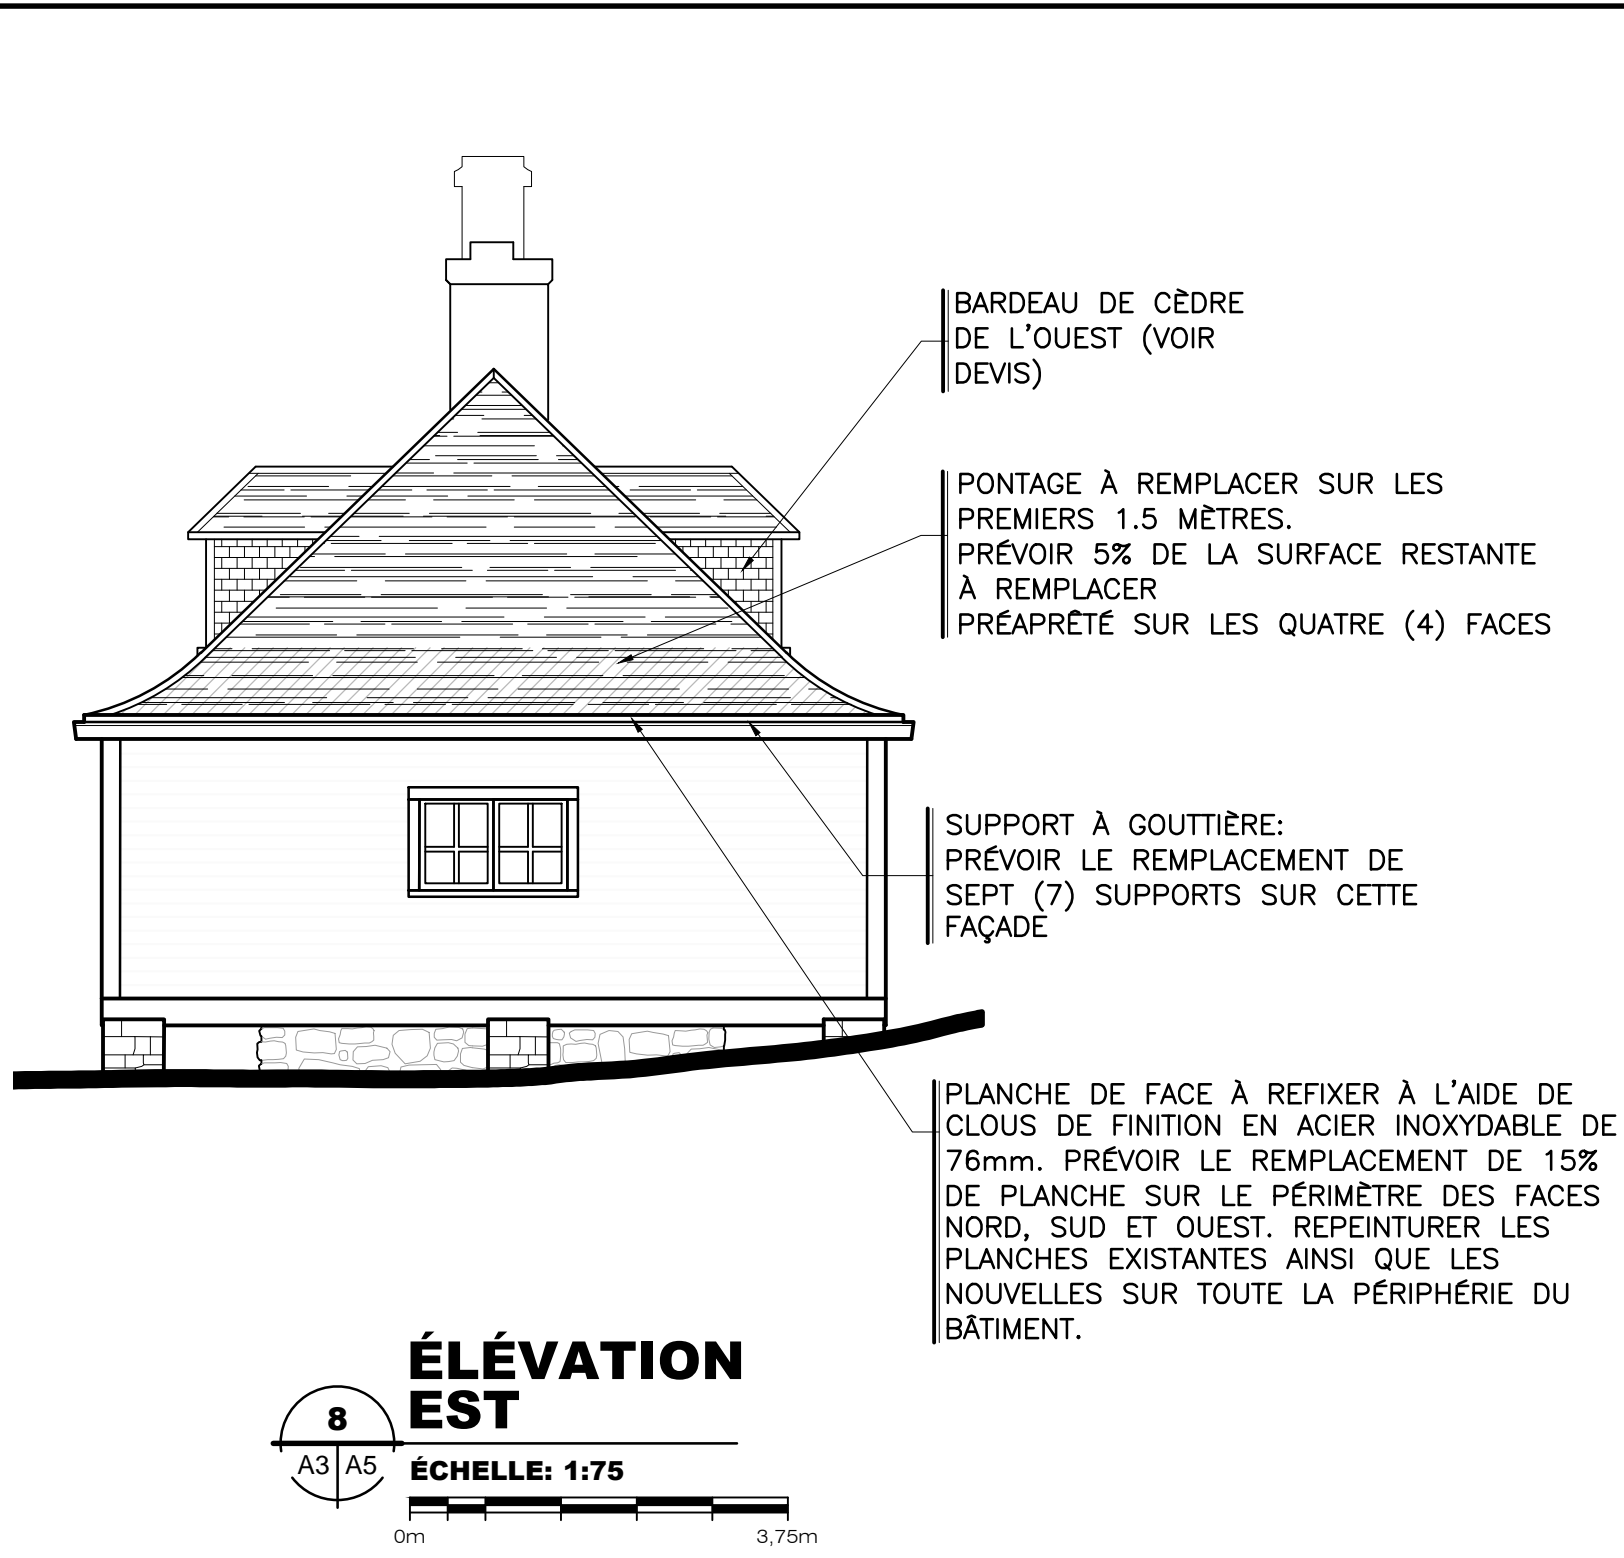 BARDEAU DE CÈDRE
DE L'OUEST (VOIR
DEVIS)
PONTAGE À REMPLACER SUR LES
PREMIERS 1.5 MÈTRES.
PRÉVOIR 5% DE LA SURFACE RESTANTE
À REMPLACER
PRÉAPRÊTÉ SUR LES QUATRE (4) FACES
SUPPORT À GOUTTIÈRE:
PRÉVOIR LE REMPLACEMENT DE
SEPT (7) SUPPORTS SUR CETTE
FAÇADE
PLANCHE DE FACE À REFIXER À L'AIDE DE
CLOUS DE FINITION EN ACIER INOXYDABLE DE
76mm. PRÉVOIR LE REMPLACEMENT DE 15%
DE PLANCHE SUR LE PÉRIMÈTRE DES FACES
NORD, SUD ET OUEST. REPEINTURER LES
PLANCHES EXISTANTES AINSI QUE LES
NOUVELLES SUR TOUTE LA PÉRIPHÉRIE DU
BÂTIMENT.
ÉLÉVATION
EST
8
A3 A5
ÉCHELLE: 1:75
0m 3,75m